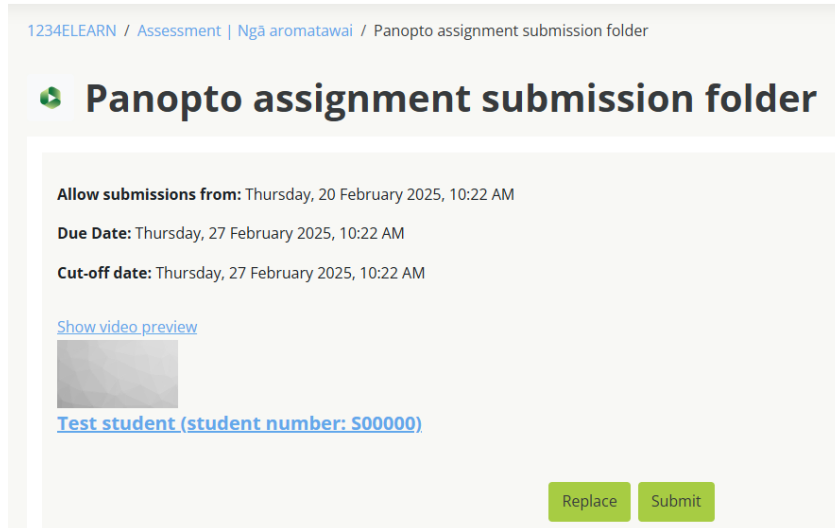 1234ELEARN / Assessment | Ngā aromatawai / Panopto assignment submission folder
Panopto assignment submission folder
Allow submissions from: Thursday, 20 February 2025, 10:22 AM
Due Date: Thursday, 27 February 2025, 10:22 AM
Cut-off date: Thursday, 27 February 2025, 10:22 AM
Show video preview
Test student (student number: S00000)
Replace Submit